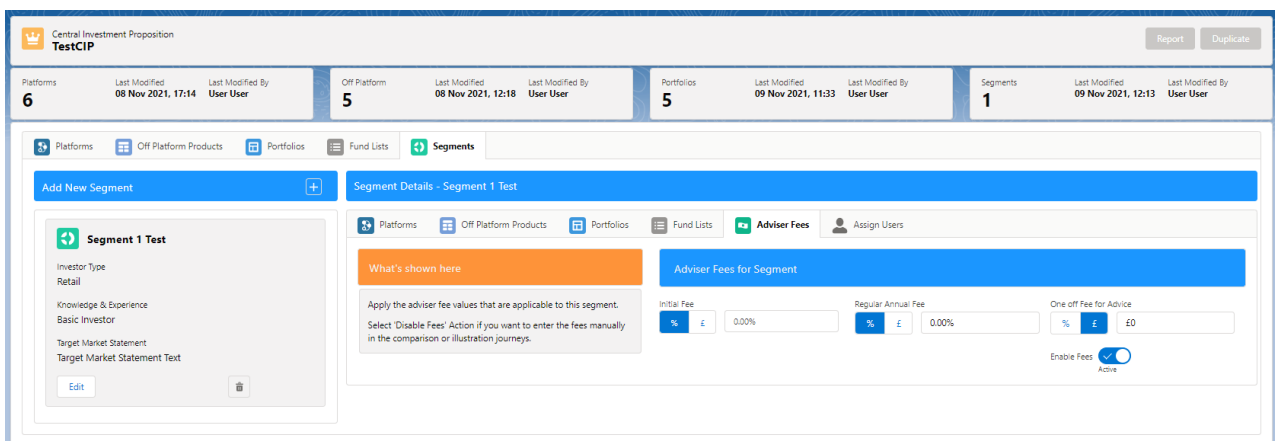 Central Investment Proposition
TestCIP
Report
Duplicate
Platforms
6
Last Modified
08 Nov 2021, 17:14
Last Modified By
User User
Off Platform
5
Last Modified
08 Nov 2021, 12:18
Last Modified By
User User
Portfolios
5
Last Modified
09 Nov 2021, 11:33
Last Modified By
User User
Segments
1
Last Modified
09 Nov 2021, 12:13
Last Modified By
User User
Platforms
Off Platform Products
Portfolios
Fund Lists
Segments
Add New Segment
Segment 1 Test
Investor Type
Retail
Knowledge & Experience
Basic Investor
Target Market Statement
Target Market Statement Text
Edit
Segment Details - Segment 1 Test
Platforms
Off Platform Products
Portfolios
Fund Lists
Adviser Fees
Assign Users
What's shown here
Apply the adviser fee values that are applicable to this segment.
Select 'Disable Fees' Action if you want to enter the fees manually
in the comparison or illustration journeys.
Adviser Fees for Segment
Initial Fee
% £ 0.00%
Regular Annual Fee
% £ 0.00%
One off Fee for Advice
% £ £0
Enable Fees
Active